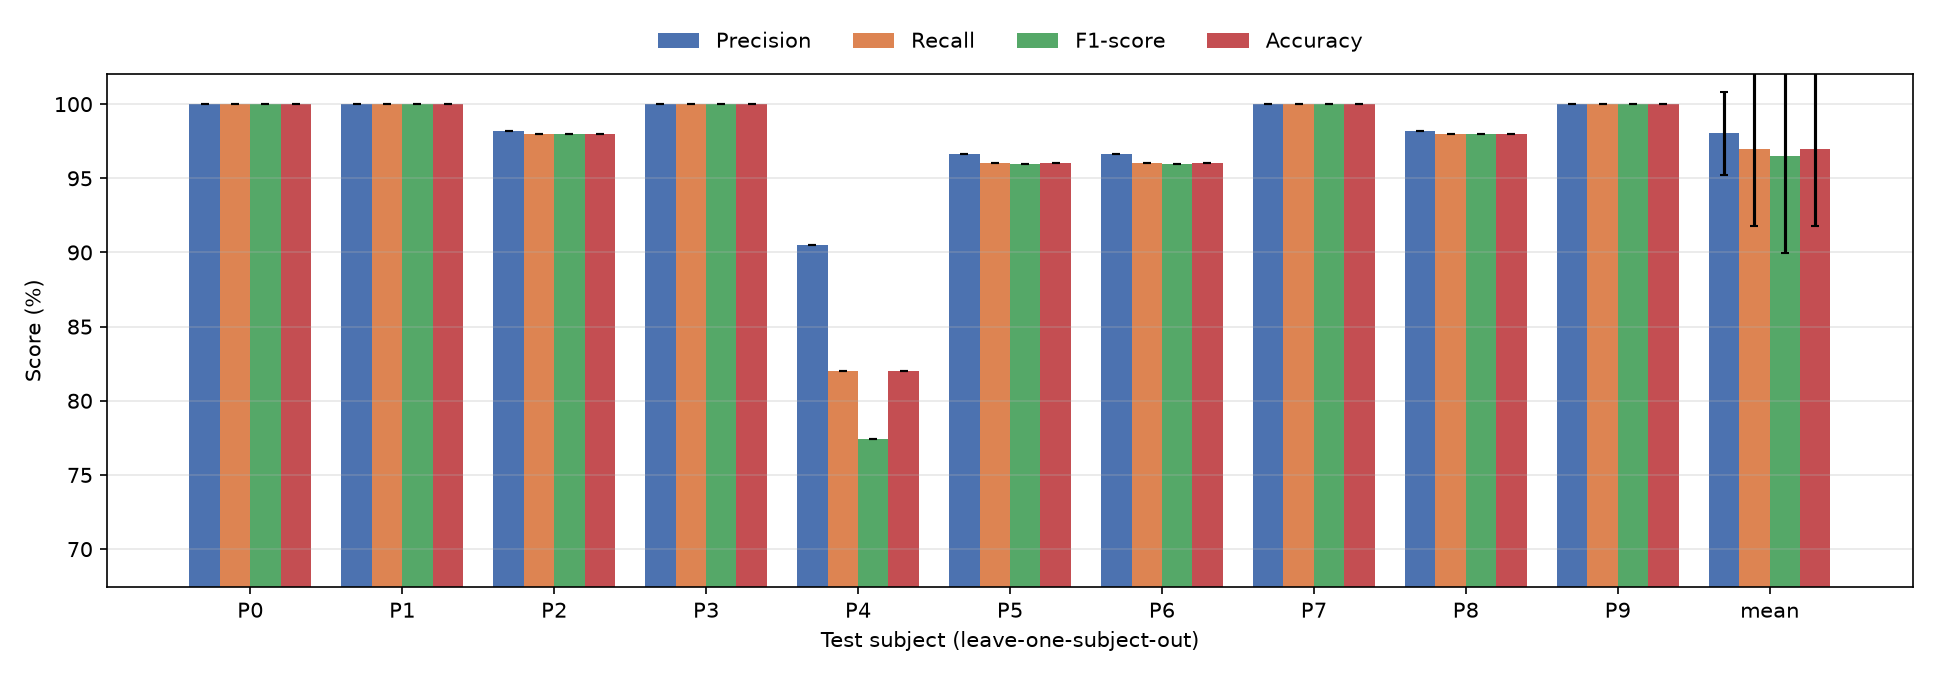 Precision Recall F1-score Accuracy
100
95
90
85
80
75
70
Score (%)
P0 P1 P2 P3 P4 P5 P6 P7 P8 P9 mean
Test subject (leave-one-subject-out)